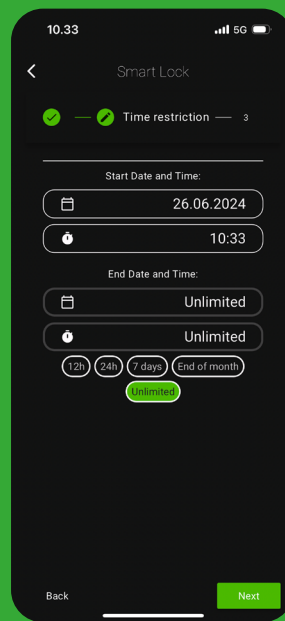 10.33 5G
Smart Lock
Time restriction 3
Start Date and Time:
26.06.2024
10:33
End Date and Time:
Unlimited
Unlimited
12h 24h 7 days End of month
Unlimited
Back Next